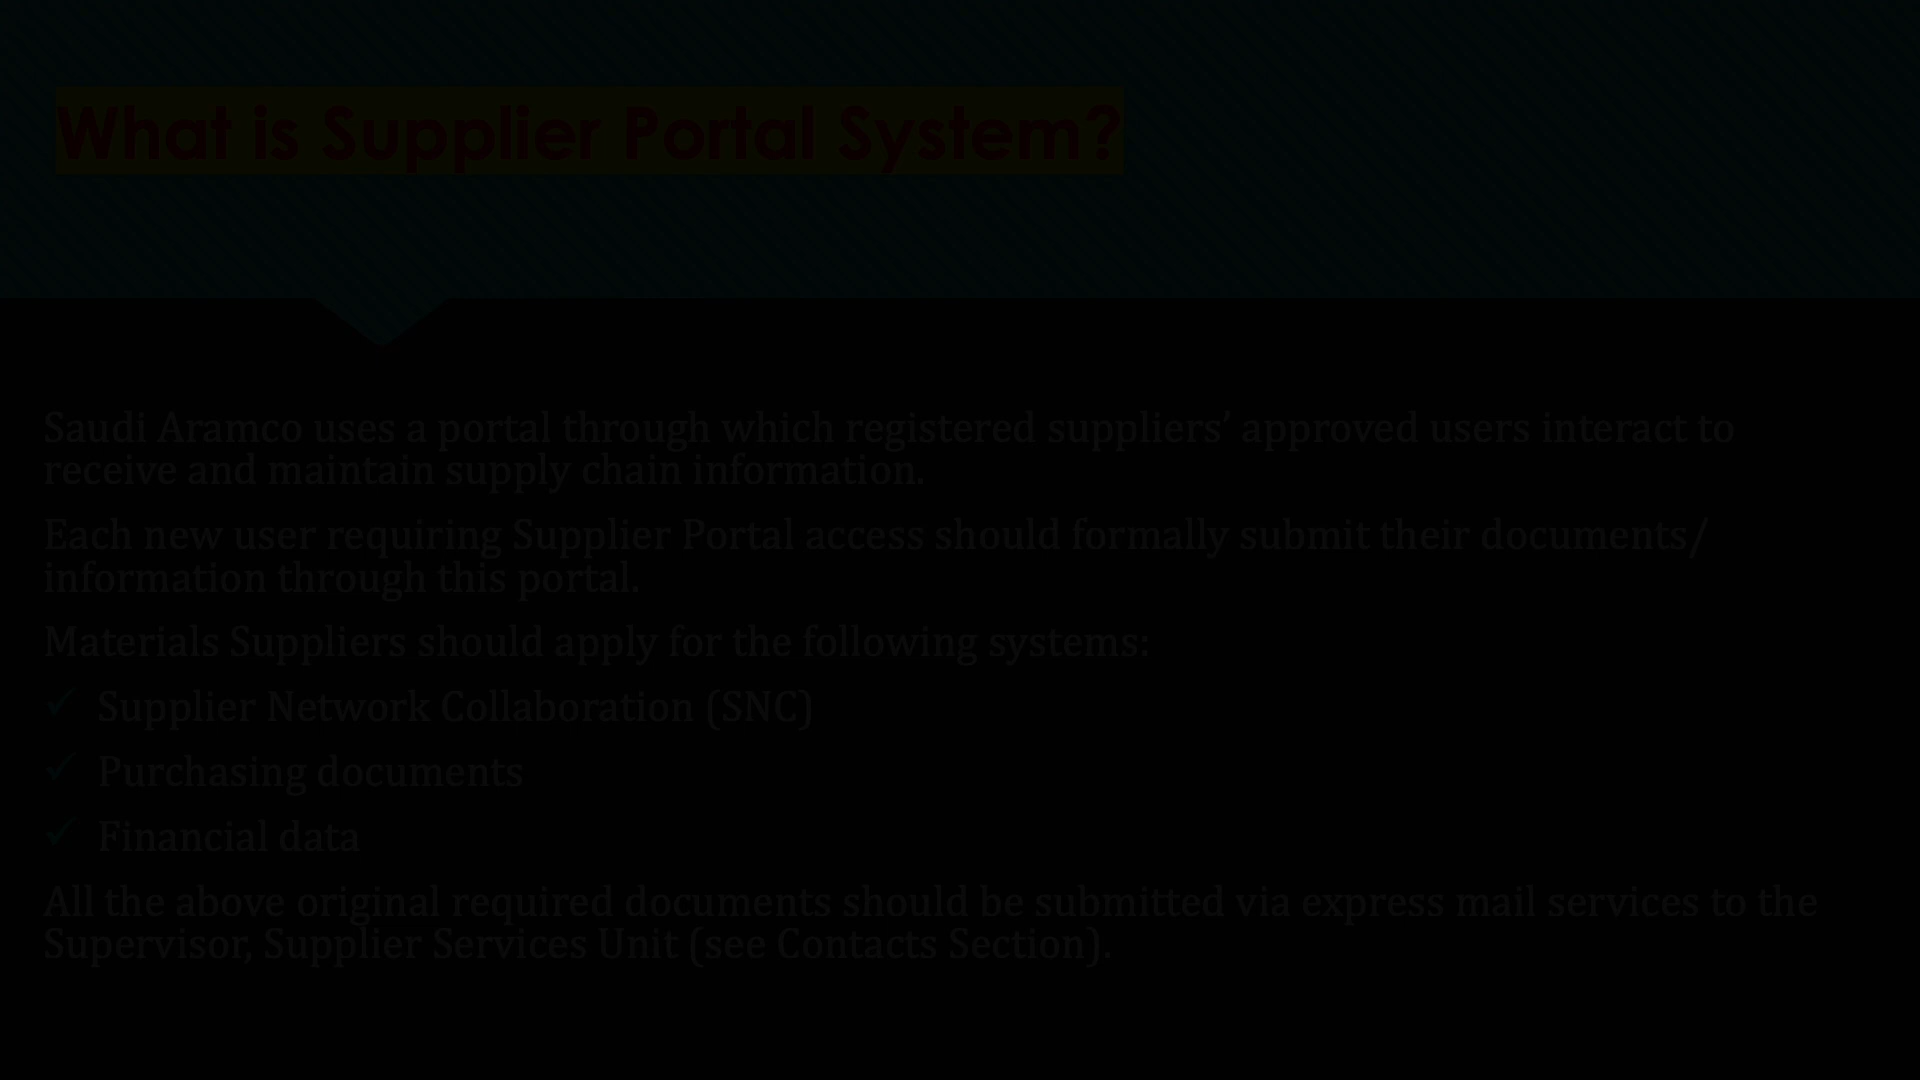 What is Supplier Portal System?
Saudi Aramco uses a portal through which registered suppliers’ approved users interact to
receive and maintain supply chain information.
Each new user requiring Supplier Portal access should formally submit their documents/
information through this portal.
Materials Suppliers should apply for the following systems:
✓ Supplier Network Collaboration (SNC)
✓ Purchasing documents
✓ Financial data
All the above original required documents should be submitted via express mail services to the
Supervisor, Supplier Services Unit (see Contacts Section).